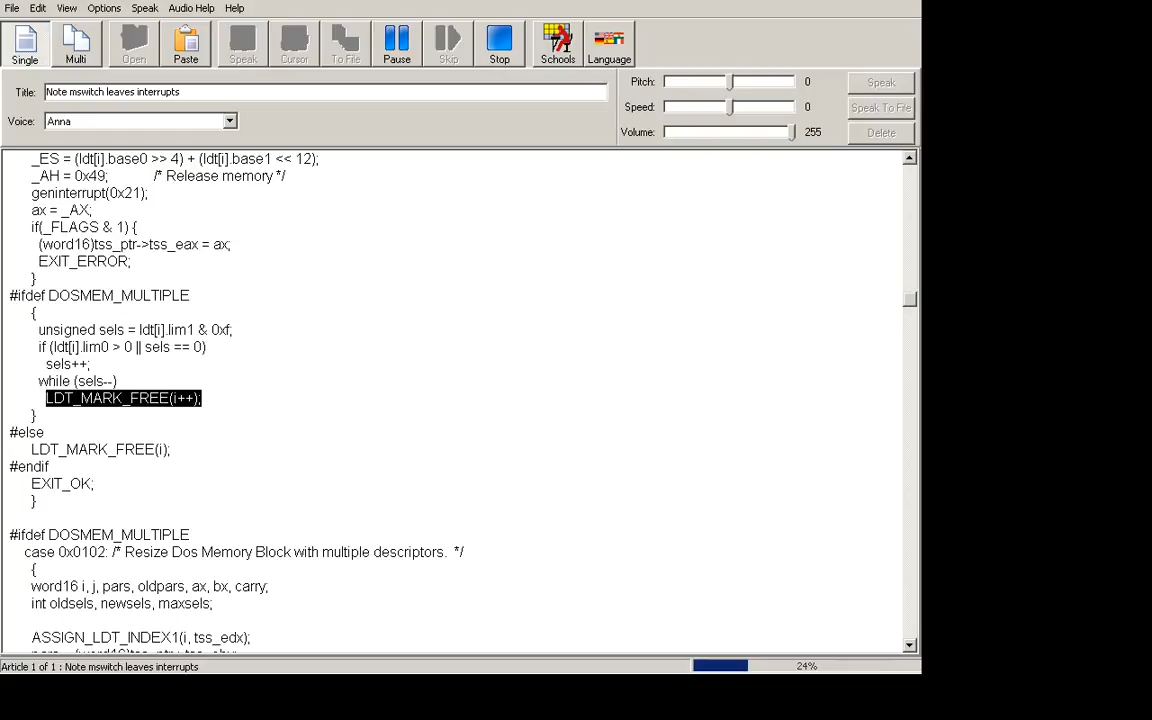 File Edit View Options Speak Audio Help Help
Single Multi Open Paste Speak Cursor To File Pause Skip Stop Schools Language
Title: Note mswitch leaves interrupts
Voice: Anna
Pitch: 0 Speak
Speed: 0 Speak To File
Volume: 255 Delete
_ES = (ldt[i].base0 >> 4) + (ldt[i].base1 << 12);
_AH = 0x49; /* Release memory */
geninterrupt(0x21);
ax = _AX;
if(_FLAGS & 1) {
(word16)tss_ptr->tss_eax = ax;
EXIT_ERROR;
}
#ifdef DOSMEM_MULTIPLE
{
unsigned sels = ldt[i].lim1 & 0xf;
if (ldt[i].lim0 > 0 || sels == 0)
sels++;
while (sels--)
LDT_MARK_FREE(i++);
}
#else
LDT_MARK_FREE(i);
#endif
EXIT_OK;
}
#ifdef DOSMEM_MULTIPLE
case 0x0102: /* Resize Dos Memory Block with multiple descriptors. */
{
word16 i, j, pars, oldpars, ax, bx, carry;
int oldsels, newsels, maxsels;
ASSIGN_LDT_INDEX1(i, tss_edx);
Article 1 of 1 : Note mswitch leaves interrupts 24%